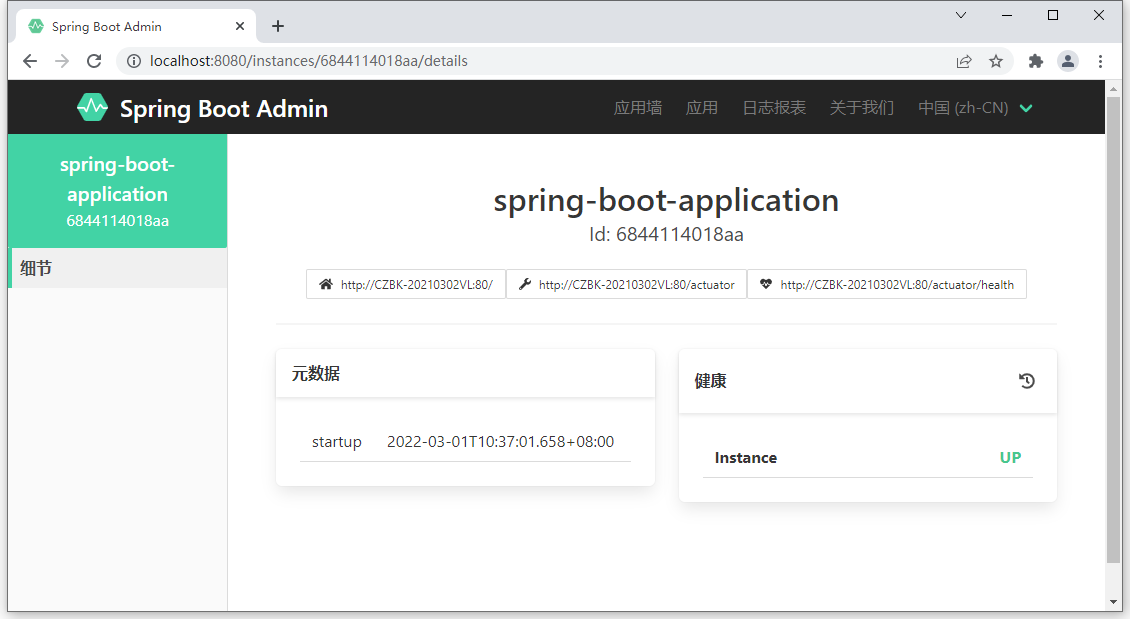 Spring Boot Admin
localhost:8080/instances/6844114018aa/details
Spring Boot Admin
应用墙 应用 日志报表 关于我们 中国 (zh-CN)
spring-boot-
application
6844114018aa
细节
spring-boot-application
Id: 6844114018aa
http://CZBK-20210302VL:80/ http://CZBK-20210302VL:80/actuator http://CZBK-20210302VL:80/actuator/health
元数据
startup 2022-03-01T10:37:01.658+08:00
健康
Instance UP